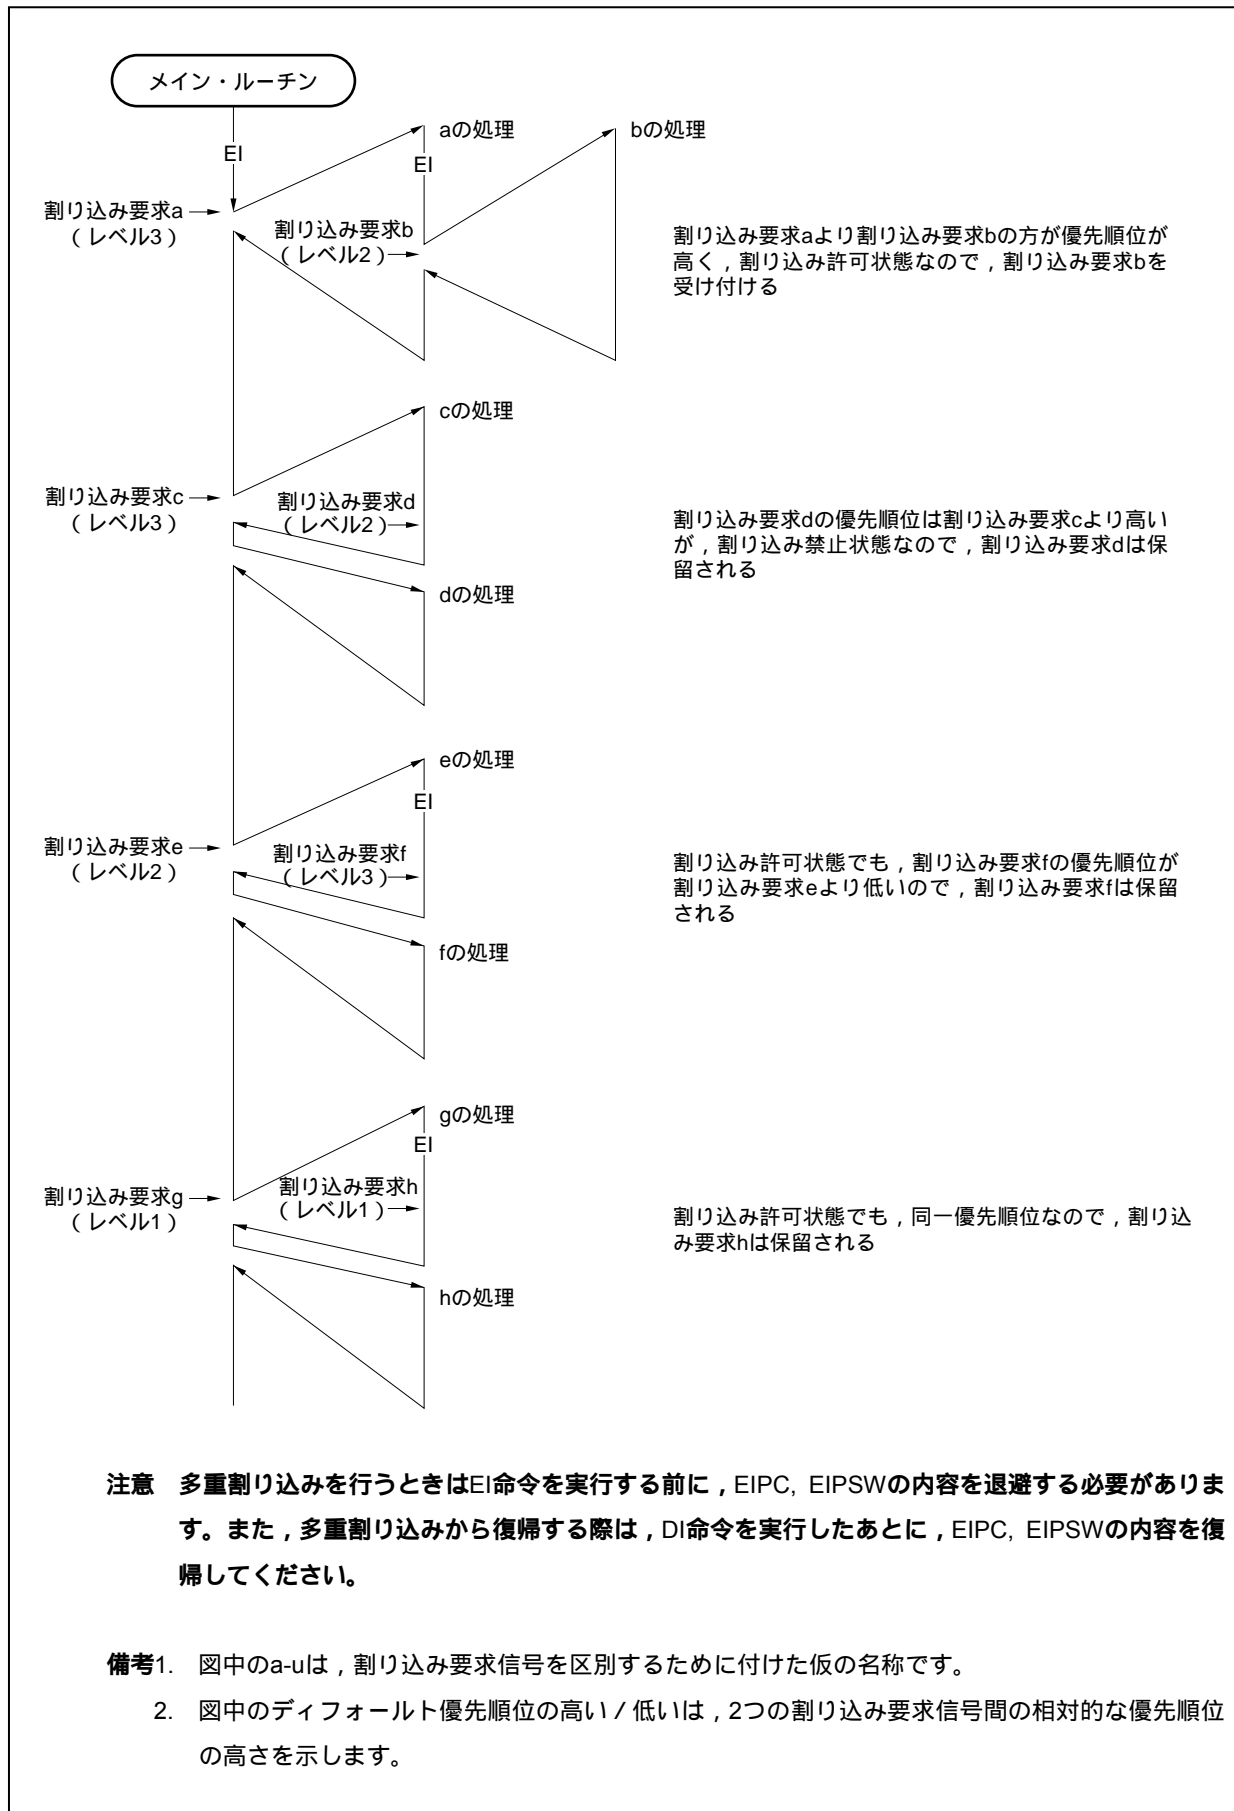 メイン・ルーチン
EI
aの処理
EI
bの処理
割り込み要求a
(レベル3)
割り込み要求b
(レベル2)
割り込み要求aより割り込み要求bの方が優先順位が
高く，割り込み許可状態なので，割り込み要求bを
受け付ける
cの処理
割り込み要求c
(レベル3)
割り込み要求d
(レベル2)
割り込み要求dの優先順位は割り込み要求cより高い
が，割り込み禁止状態なので，割り込み要求dは保
留される
dの処理
eの処理
EI
割り込み要求e
(レベル2)
割り込み要求f
(レベル3)
割り込み許可状態でも，割り込み要求fの優先順位が
割り込み要求eより低いので，割り込み要求fは保留
される
fの処理
gの処理
EI
割り込み要求g
(レベル1)
割り込み要求h
(レベル1)
割り込み許可状態でも，同一優先順位なので，割り込
み要求hは保留される
hの処理
注意 多重割り込みを行うときはEI命令を実行する前に，EIPC, EIPSWの内容を退避する必要がありま
す。また，多重割り込みから復帰する際は，DI命令を実行したあとに，EIPC, EIPSWの内容を復
帰してください。
備考1. 図中のa-uは，割り込み要求信号を区別するために付けた仮の名称です。
2. 図中のディフォールト優先順位の高い／低いは，2つの割り込み要求信号間の相対的な優先順位
の高さを示します。